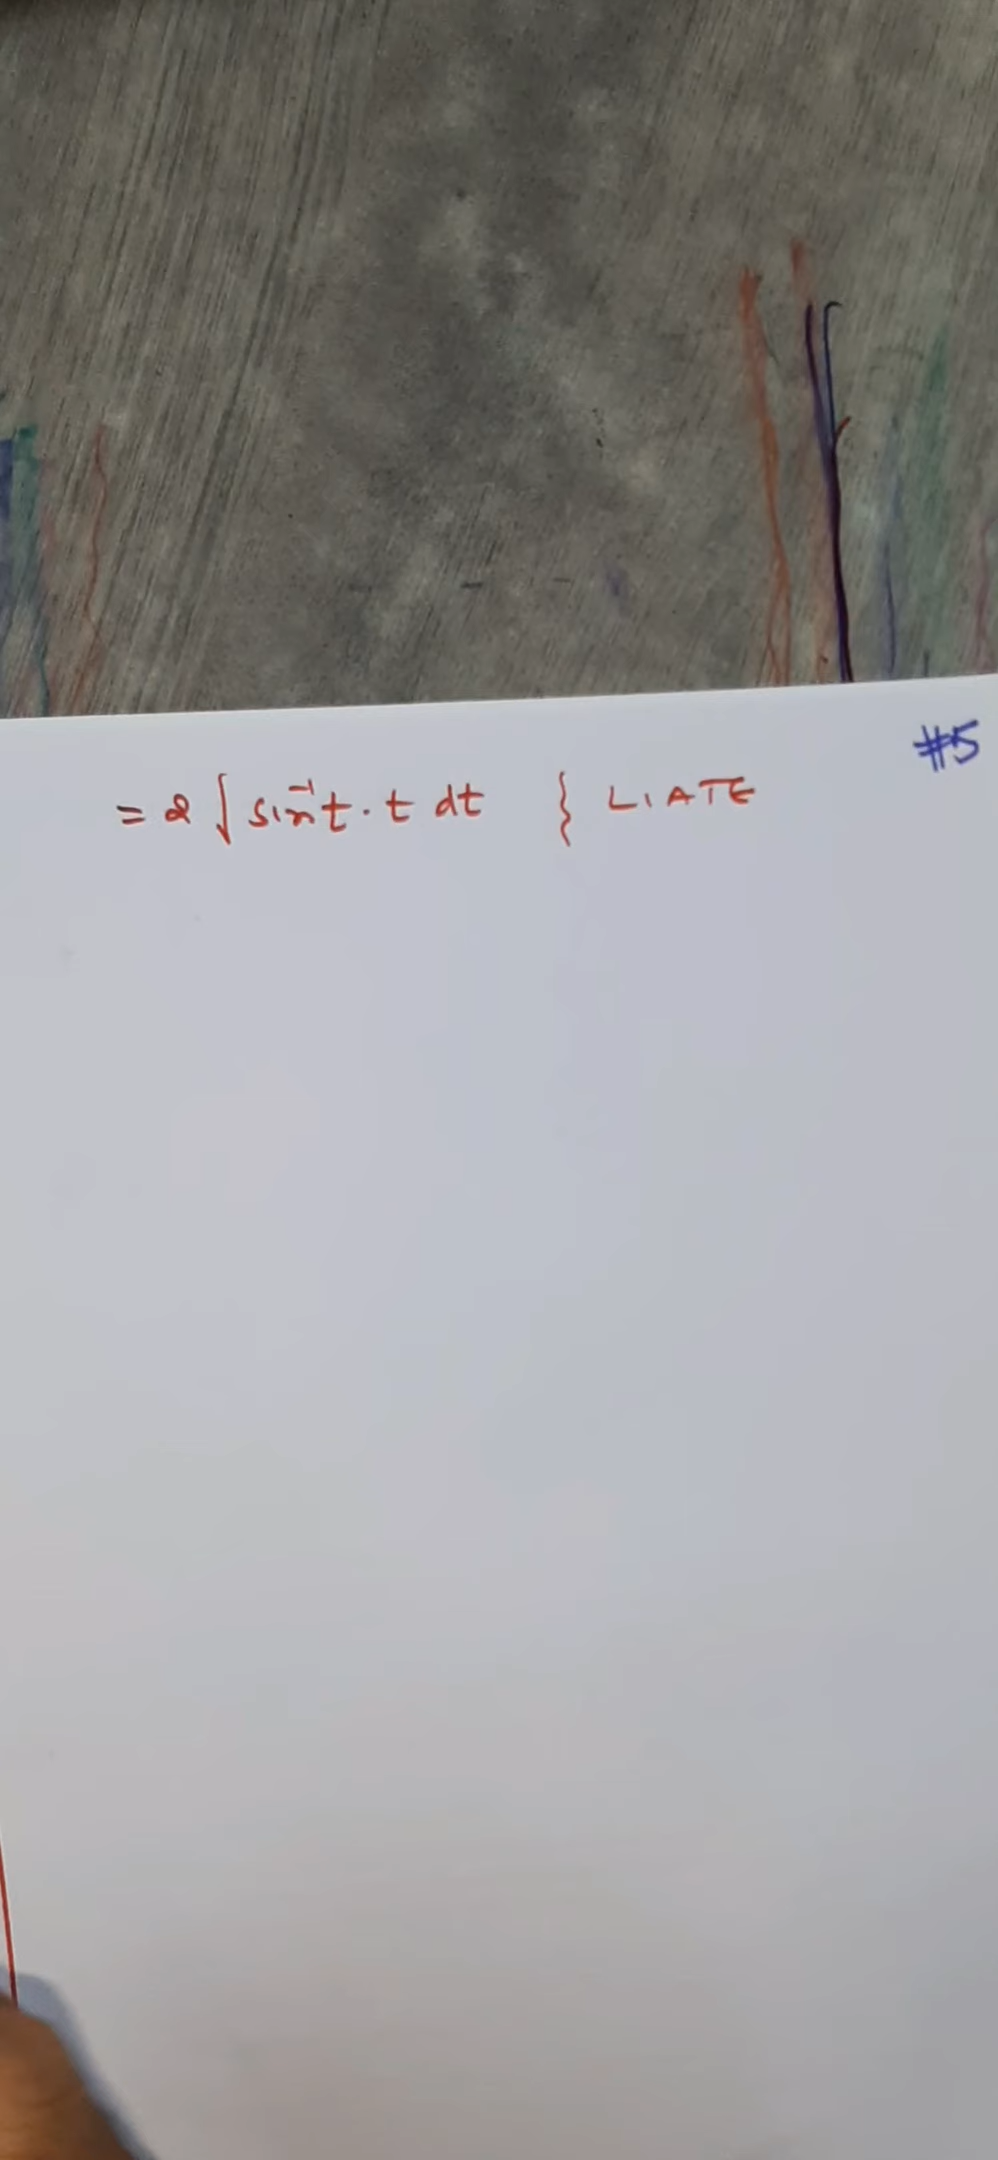 #5
= 2 ∫ sin⁻¹t · t dt } LIATE